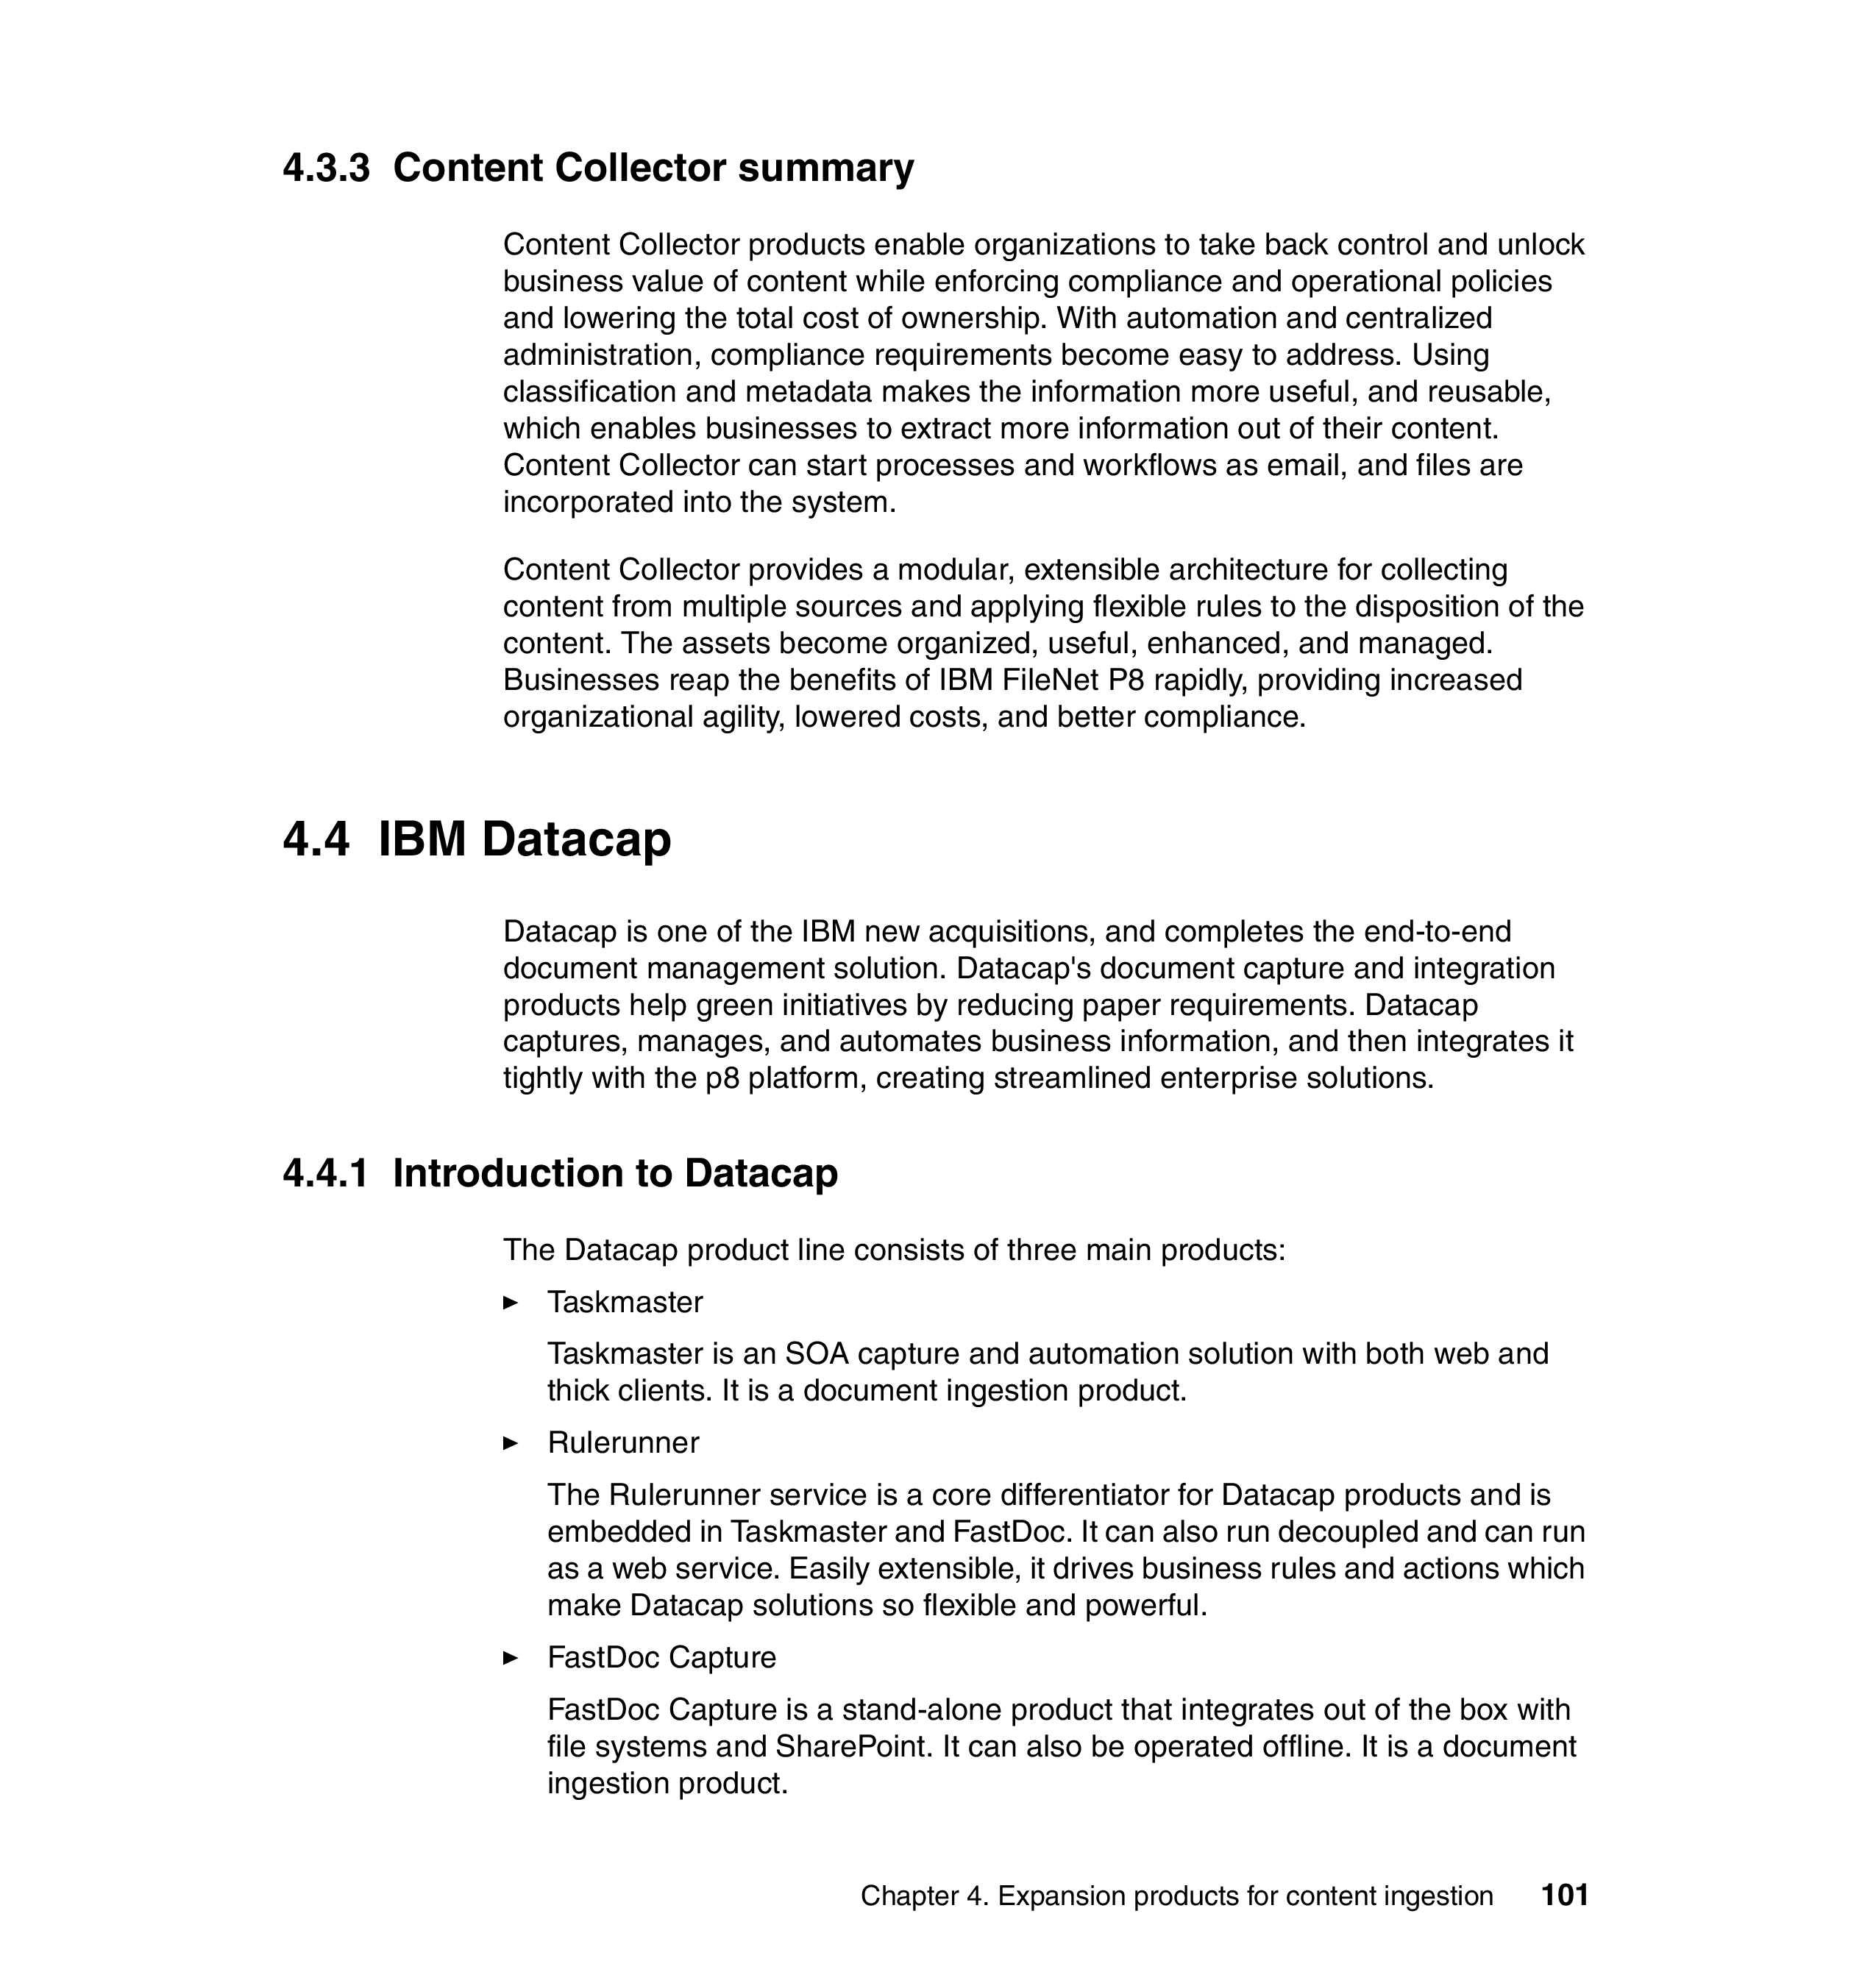 4.3.3 Content Collector summary
Content Collector products enable organizations to take back control and unlock
business value of content while enforcing compliance and operational policies
and lowering the total cost of ownership. With automation and centralized
administration, compliance requirements become easy to address. Using
classification and metadata makes the information more useful, and reusable,
which enables businesses to extract more information out of their content.
Content Collector can start processes and workflows as email, and files are
incorporated into the system.
Content Collector provides a modular, extensible architecture for collecting
content from multiple sources and applying flexible rules to the disposition of the
content. The assets become organized, useful, enhanced, and managed.
Businesses reap the benefits of IBM FileNet P8 rapidly, providing increased
organizational agility, lowered costs, and better compliance.
4.4 IBM Datacap
Datacap is one of the IBM new acquisitions, and completes the end-to-end
document management solution. Datacap's document capture and integration
products help green initiatives by reducing paper requirements. Datacap
captures, manages, and automates business information, and then integrates it
tightly with the p8 platform, creating streamlined enterprise solutions.
4.4.1 Introduction to Datacap
The Datacap product line consists of three main products:
► Taskmaster
Taskmaster is an SOA capture and automation solution with both web and
thick clients. It is a document ingestion product.
► Rulerunner
The Rulerunner service is a core differentiator for Datacap products and is
embedded in Taskmaster and FastDoc. It can also run decoupled and can run
as a web service. Easily extensible, it drives business rules and actions which
make Datacap solutions so flexible and powerful.
► FastDoc Capture
FastDoc Capture is a stand-alone product that integrates out of the box with
file systems and SharePoint. It can also be operated offline. It is a document
ingestion product.
Chapter 4. Expansion products for content ingestion 101